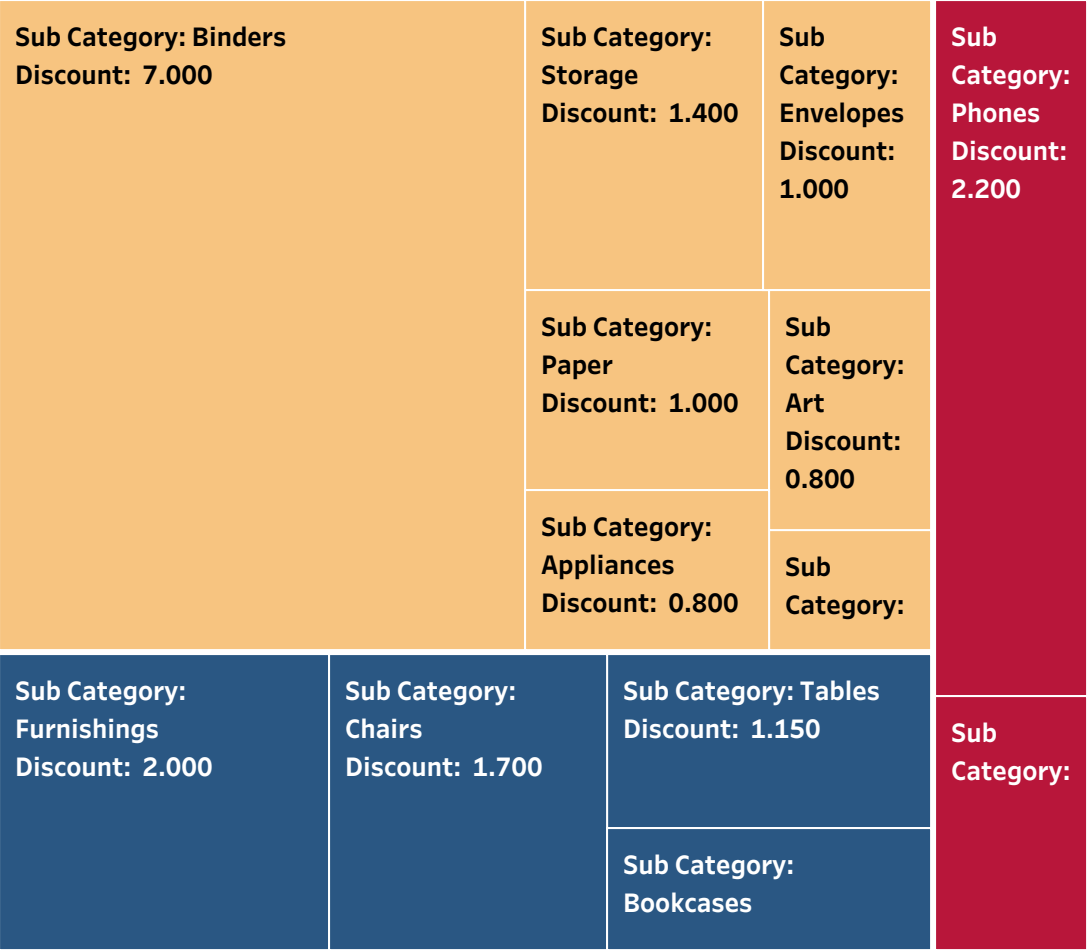 Sub Category: Binders
Discount: 7.000
Sub Category:
Storage
Discount: 1.400
Sub
Category:
Envelopes
Discount:
1.000
Sub
Category:
Phones
Discount:
2.200
Sub Category:
Paper
Discount: 1.000
Sub
Category:
Art
Discount:
0.800
Sub Category:
Appliances
Discount: 0.800
Sub
Category:
Sub Category:
Furnishings
Discount: 2.000
Sub Category:
Chairs
Discount: 1.700
Sub Category: Tables
Discount: 1.150
Sub Category:
Bookcases
Sub
Category: